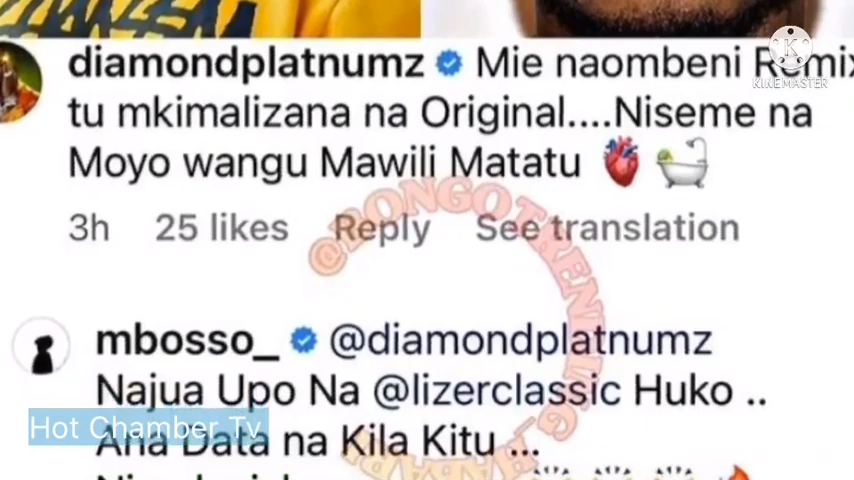 KINEMASTER
diamondplatnumz Mie naombeni Remix
tu mkimalizana na Original....Niseme na
Moyo wangu Mawili Matatu
3h 25 likes Reply See translation
mbosso_ @diamondplatnumz
Najua Upo Na @lizerclassic Huko ..
Hot Chamber Tv
Ana Data na Kila Kitu ...